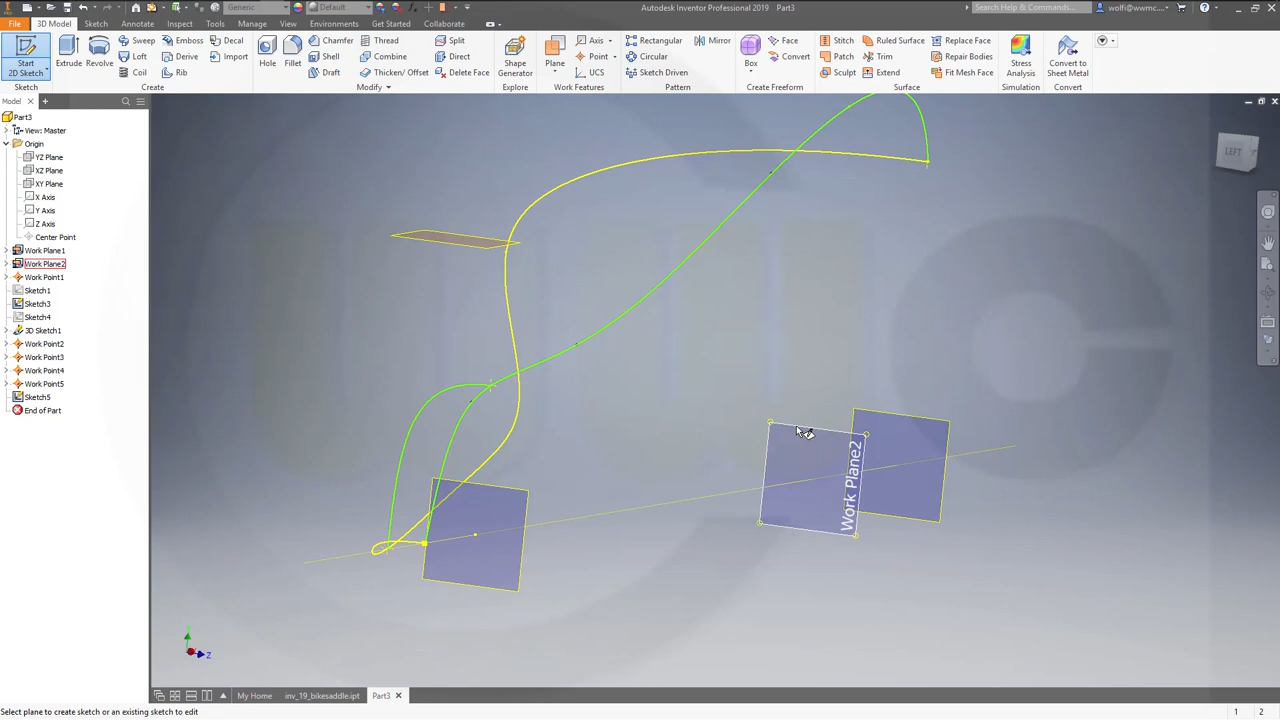 Generic
Default
Autodesk Inventor Professional 2019 Part3
Search Help & Commands...
wolfi@wwmc...
File
3D Model
Sketch
Annotate
Inspect
Tools
Manage
View
Environments
Get Started
Collaborate
Start
2D Sketch
Extrude
Revolve
Sweep
Loft
Coil
Emboss
Derive
Rib
Decal
Import
Hole
Fillet
Chamfer
Shell
Draft
Thread
Combine
Thicken/ Offset
Split
Direct
Delete Face
Shape
Generator
Plane
Axis
Point
UCS
Rectangular
Circular
Sketch Driven
Mirror
Box
Face
Convert
Stitch
Patch
Sculpt
Ruled Surface
Trim
Extend
Replace Face
Repair Bodies
Fit Mesh Face
Stress
Analysis
Convert to
Sheet Metal
Sketch
Create
Modify
Explore
Work Features
Pattern
Create Freeform
Surface
Simulation
Convert
Model
Part3
View: Master
Origin
YZ Plane
XZ Plane
XY Plane
X Axis
Y Axis
Z Axis
Center Point
Work Plane1
Work Plane2
Work Point1
Sketch1
Sketch3
Sketch4
3D Sketch1
Work Point2
Work Point3
Work Point4
Work Point5
Sketch5
End of Part
LEFT
Work Plane2
Y
Z
My Home
inv_19_bikesaddle.ipt
Part3
Select plane to create sketch or an existing sketch to edit
1
2